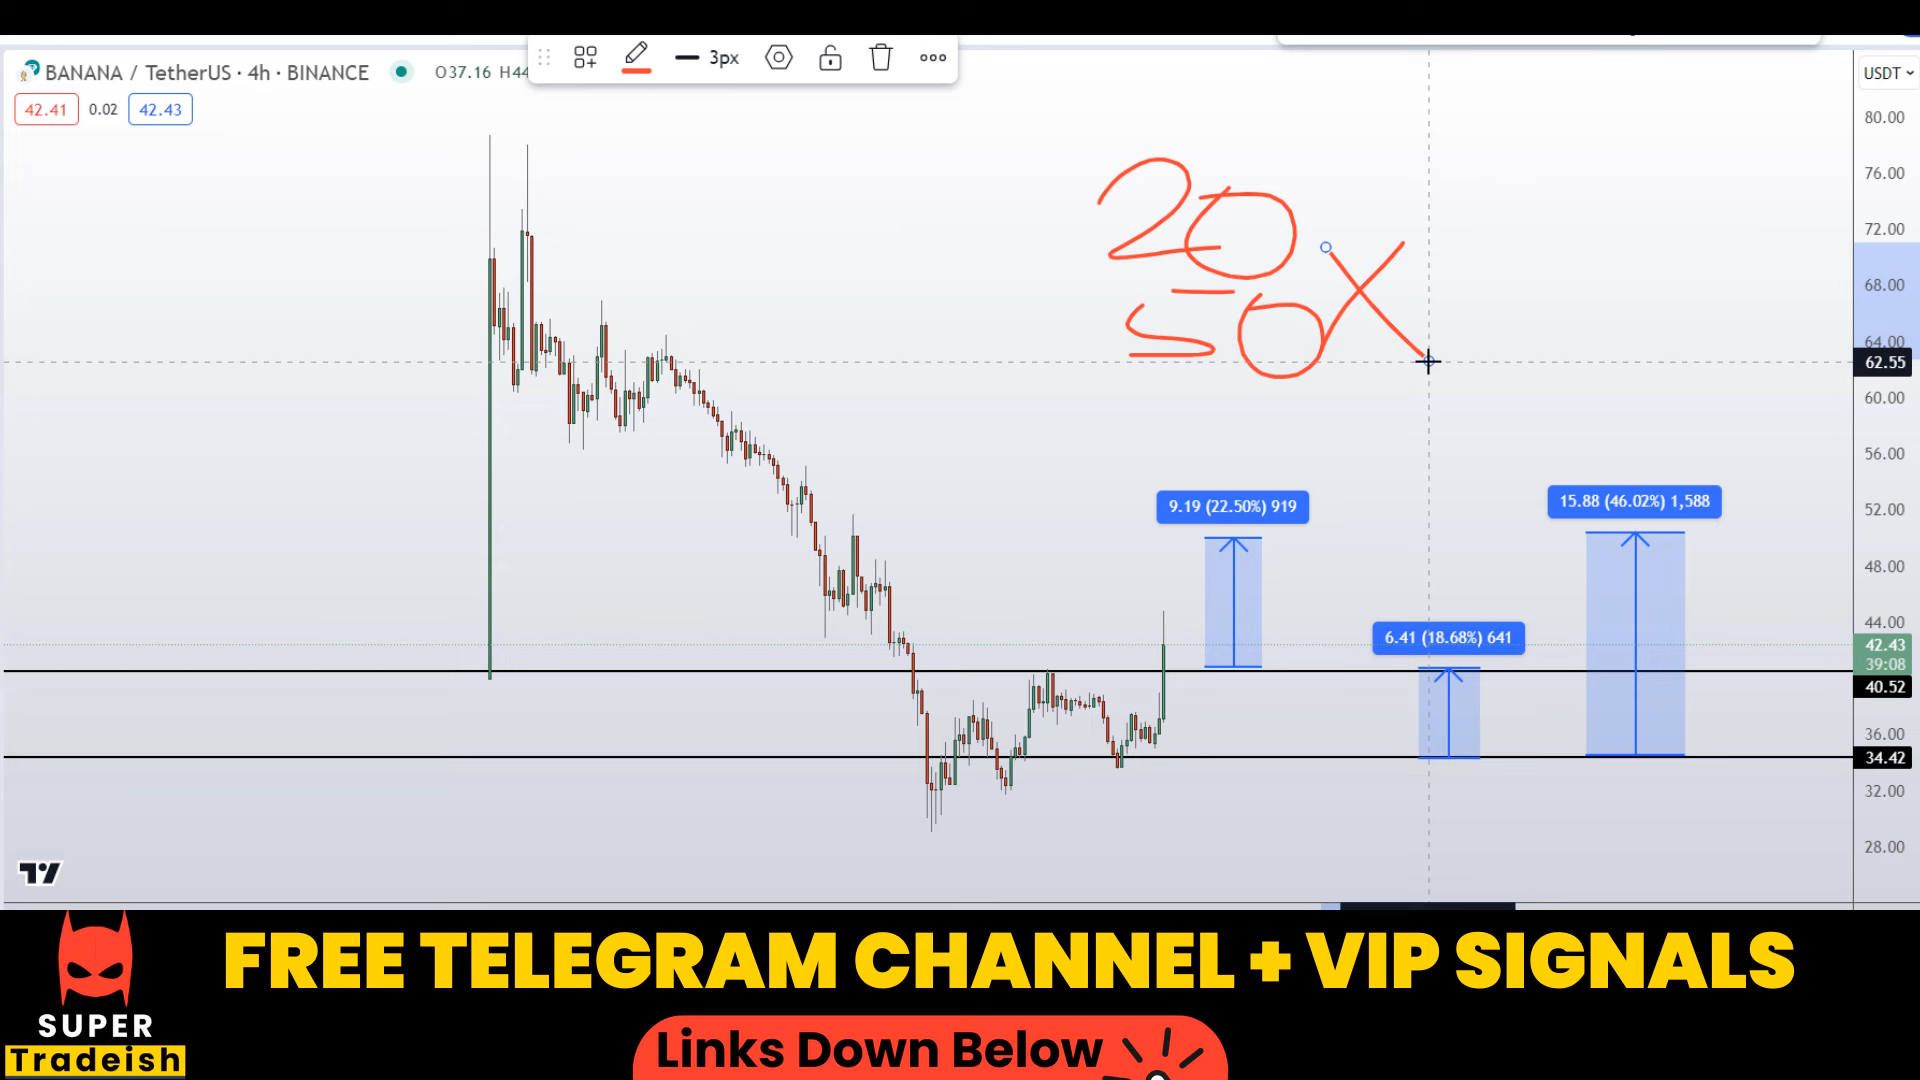 BANANA / TetherUS · 4h · BINANCE
O37.16 H44
3px
USDT
42.41 0.02 42.43
80.00
76.00
72.00
68.00
64.00
62.55
60.00
56.00
52.00
48.00
44.00
42.43
39:08
40.52
36.00
34.42
32.00
28.00
20
50X
9.19 (22.50%) 919
15.88 (46.02%) 1,588
6.41 (18.68%) 641
FREE TELEGRAM CHANNEL + VIP SIGNALS
SUPER
Tradeish
Links Down Below